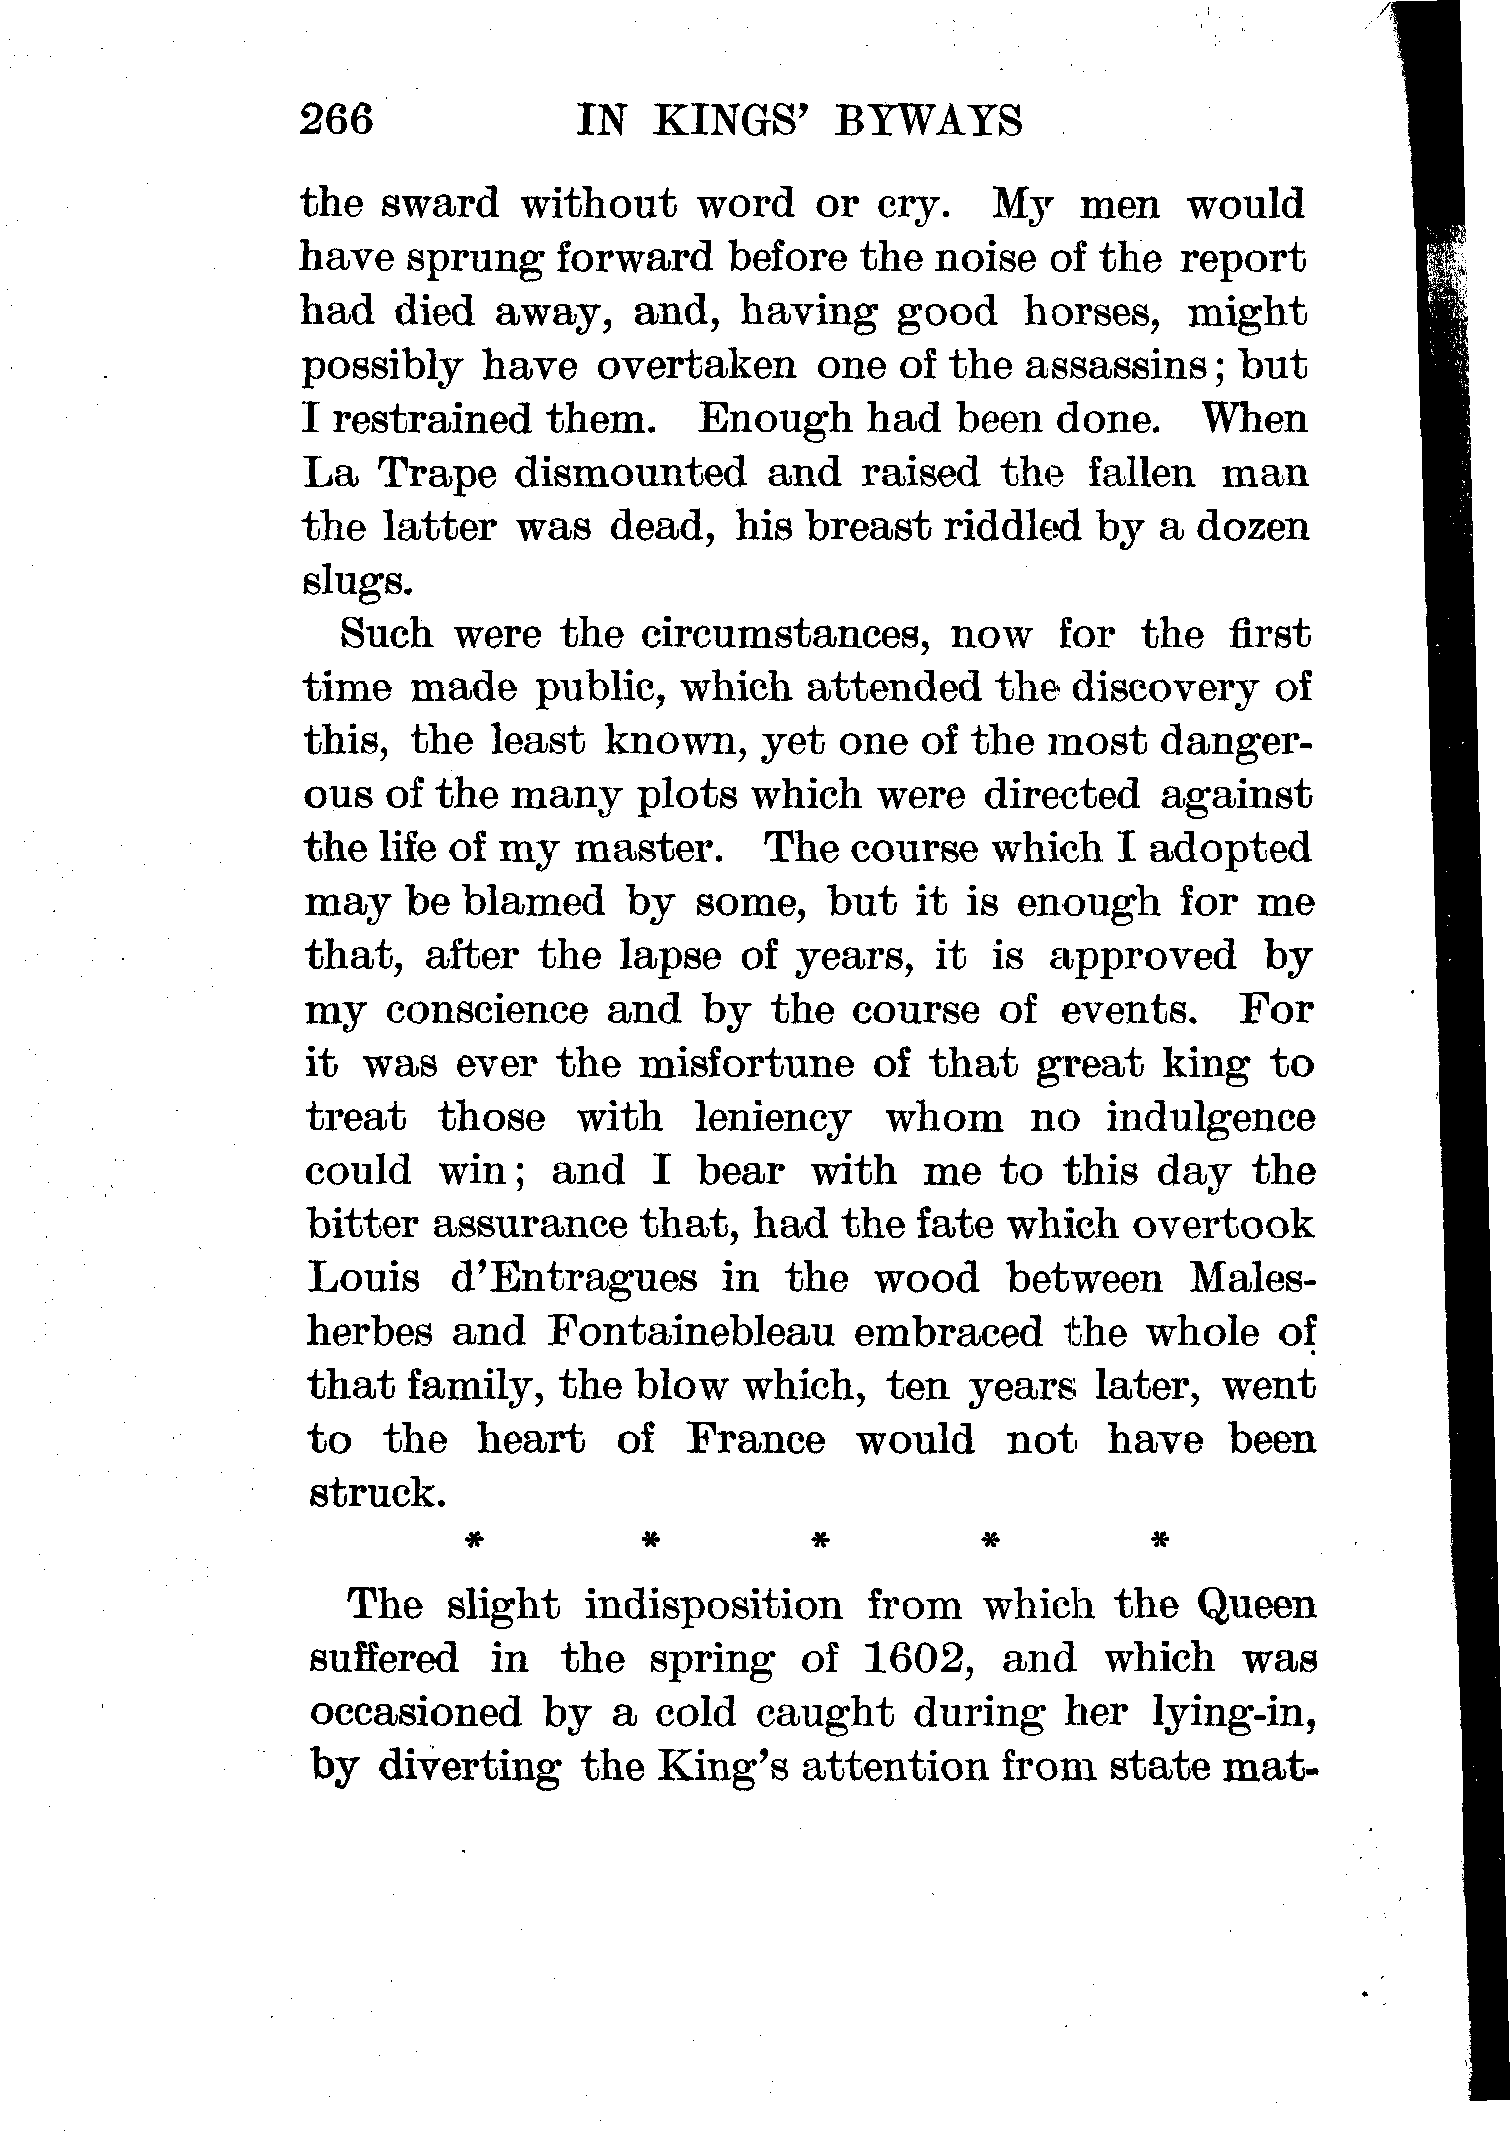 266 IN KINGS' BYWAYS
the sward without word or cry. My men would
have sprung forward before the noise of the report
had died away, and, having good horses, might
possibly have overtaken one of the assassins; but
I restrained them. Enough had been done. When
La Trape dismounted and raised the fallen man
the latter was dead, his breast riddled by a dozen
slugs.
Such were the circumstances, now for the first
time made public, which attended the discovery of
this, the least known, yet one of the most danger-
ous of the many plots which were directed against
the life of my master. The course which I adopted
may be blamed by some, but it is enough for me
that, after the lapse of years, it is approved by
my conscience and by the course of events. For
it was ever the misfortune of that great king to
treat those with leniency whom no indulgence
could win; and I bear with me to this day the
bitter assurance that, had the fate which overtook
Louis d'Entragues in the wood between Males-
herbes and Fontainebleau embraced the whole of
that family, the blow which, ten years later, went
to the heart of France would not have been
struck.
* * * * *
The slight indisposition from which the Queen
suffered in the spring of 1602, and which was
occasioned by a cold caught during her lying-in,
by diverting the King's attention from state mat-